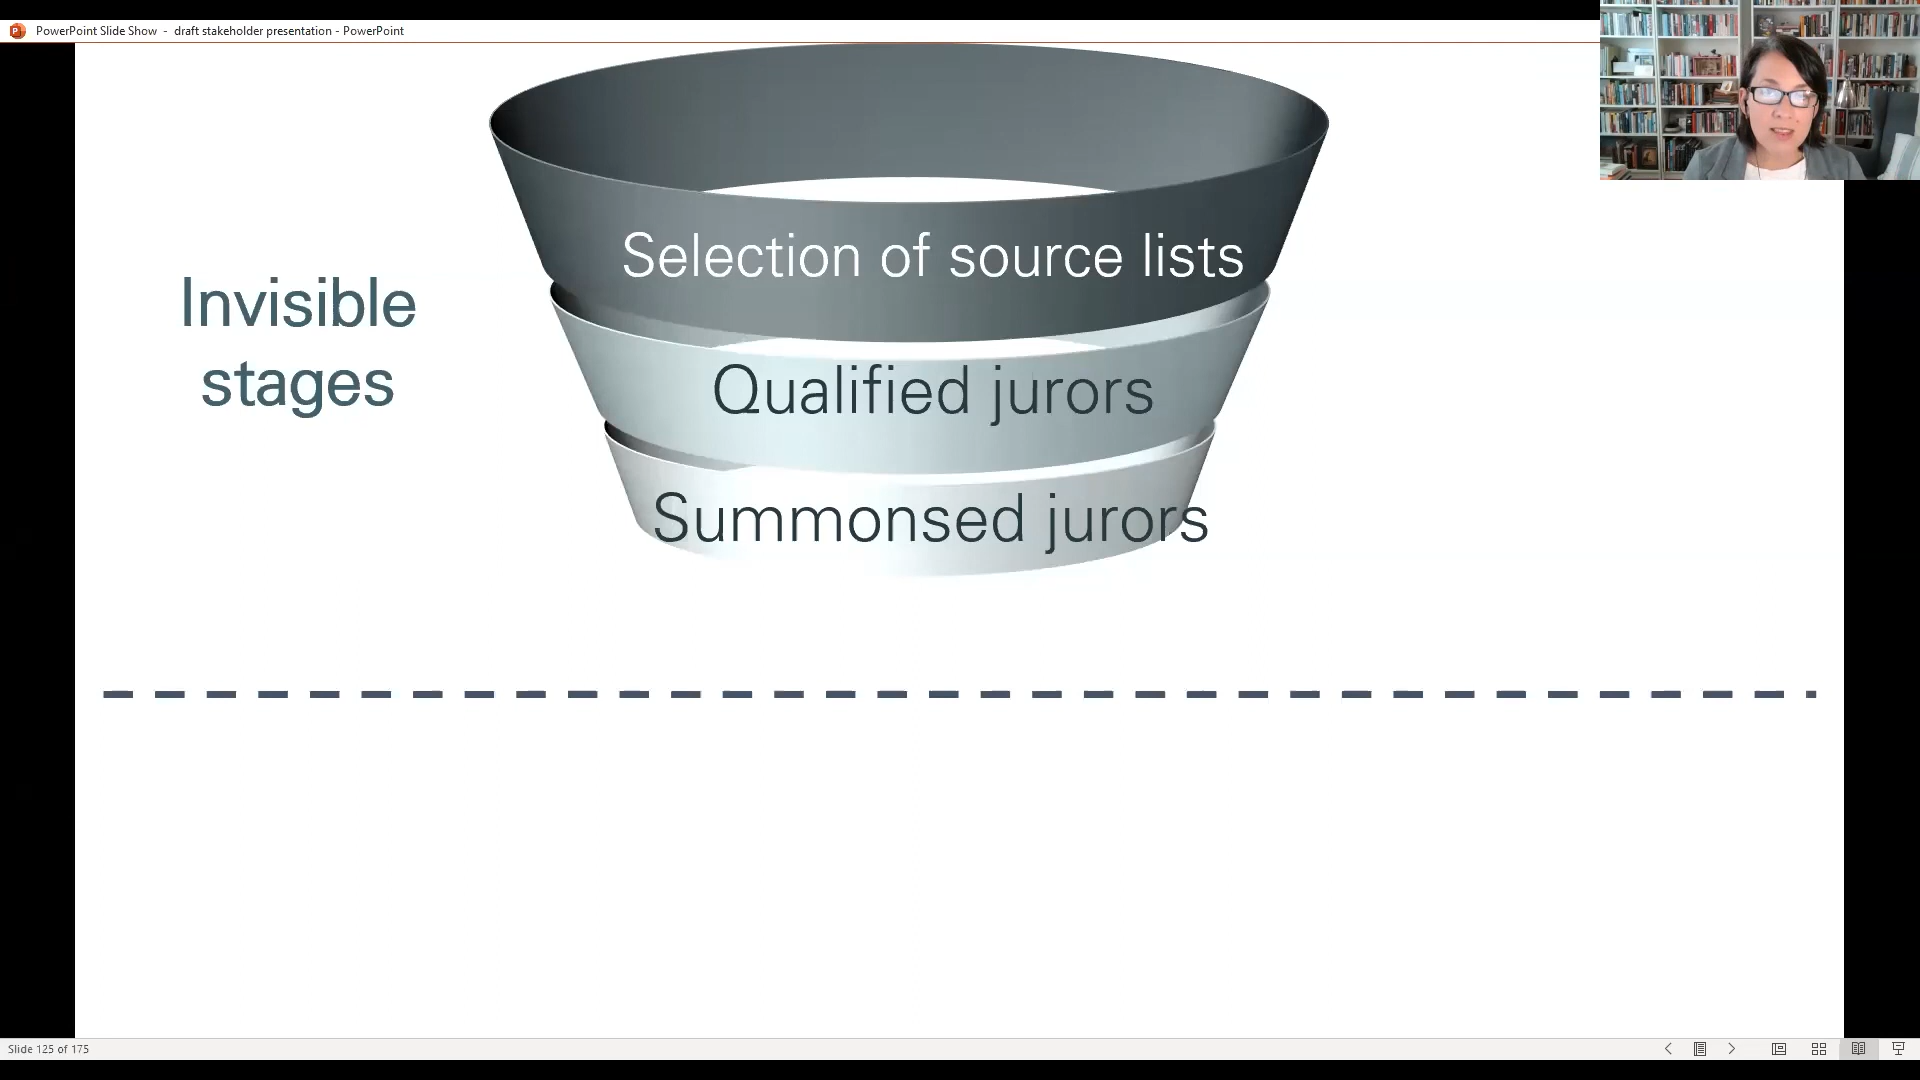 PowerPoint Slide Show - draft stakeholder presentation - PowerPoint
Selection of source lists
Invisible
stages
Qualified jurors
Summonsed jurors
Slide 125 of 175